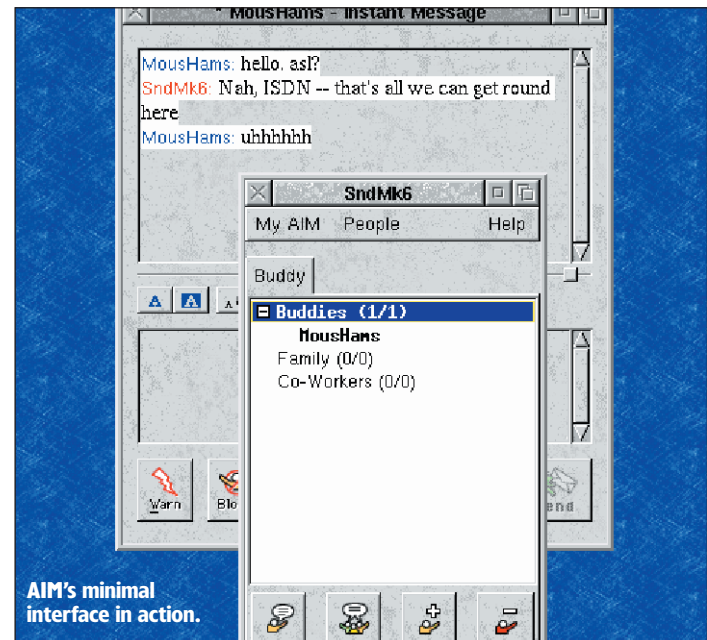 * MousHams - Instant Message
MousHams: hello. asl?
SndMk6: Nah, ISDN -- that's all we can get round
here
MousHams: uhhhhhh
SndMk6
My AIM People Help
Buddy
A A A
Buddies (1/1)
MousHams
Family (0/0)
Co-Workers (0/0)
Warn Blo end
AIM's minimal
interface in action.